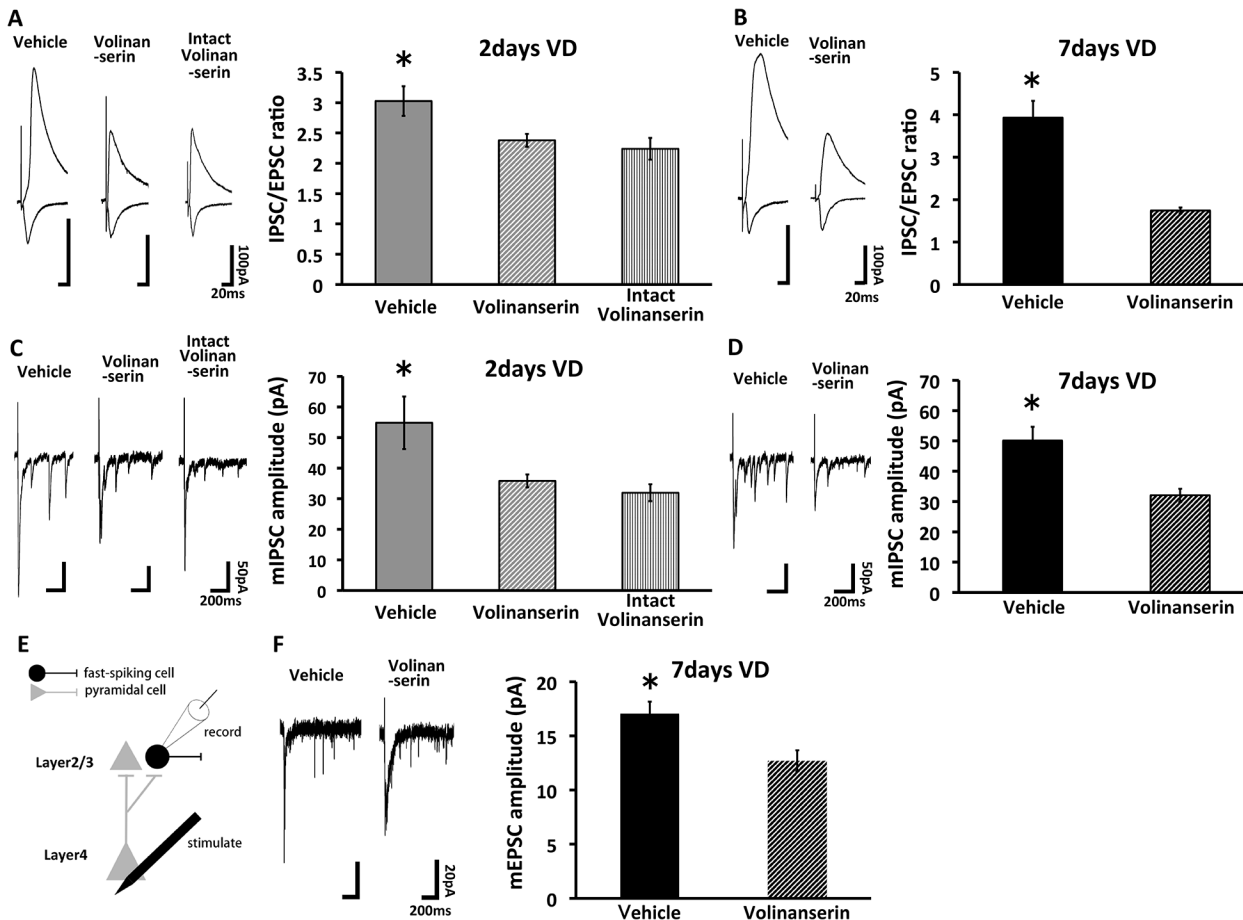 A
Vehicle
Volinan
-serin
Intact
Volinan
-serin
100pA
20ms
2days VD
*
IPSC/EPSC ratio
3.5
3
2.5
2
1.5
1
0.5
0
Vehicle
Volinanserin
Intact
Volinanserin
B
Vehicle
Volinan
-serin
100pA
20ms
7days VD
*
IPSC/EPSC ratio
5
4
3
2
1
0
Vehicle
Volinanserin
C
Vehicle
Volinan
-serin
Intact
Volinan
-serin
50pA
200ms
2days VD
*
mIPSC amplitude (pA)
70
60
50
40
30
20
10
0
Vehicle
Volinanserin
Intact
Volinanserin
D
Vehicle
Volinan
-serin
50pA
200ms
7days VD
*
mIPSC amplitude (pA)
70
60
50
40
30
20
10
0
Vehicle
Volinanserin
E
fast-spiking cell
pyramidal cell
record
Layer2/3
Layer4
stimulate
F
Vehicle
Volinan
-serin
20pA
200ms
7days VD
*
mEPSC amplitude (pA)
20
15
10
5
0
Vehicle
Volinanserin